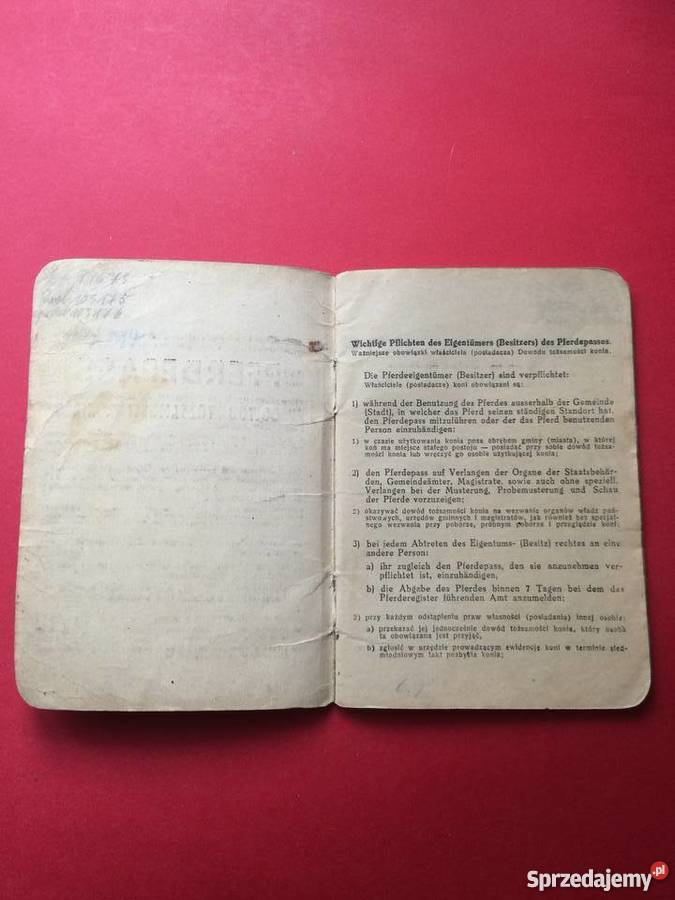 103175
103176
Wichtige Pflichten des Eigentümers (Besitzers) des Pferdepasses.
Ważniejsze obowiązki właściciela (posiadacza) Dowodu tożsamości konia.
Die Pferdeeigentümer (Besitzer) sind verpflichtet:
Właściciele (posiadacze) koni obowiązani są:
1) während der Benutzung des Pferdes ausserhalb der Gemeinde
(Stadt), in welcher das Pferd seinen ständigen Standort hat,
den Pferdepass mitzuführen oder der das Pferd benutzenden
Person einzuhändigen:
1) w czasie użytkowania konia poza obrębem gminy (miasta), w której
koń ma miejsce stałego postoju — posiadać przy sobie dowód tożsa-
mości konia lub wręczyć go osobie użytkującej konia;
2) den Pferdepass auf Verlangen der Organe der Staatsbehör-
den, Gemeindeämter, Magistrate, sowie auch ohne speziell.
Verlangen bei der Musterung, Probemusterung und Schau
der Pferde vorzuzeigen;
2) okazywać dowód tożsamości konia na wezwanie organów władz pań-
stwowych, urzędów gminnych i magistratów, jak również bez specjal-
nego wezwania przy poborze, próbnym poborze i przeglądzie koni;
3) bei jedem Abtreten des Eigentums- (Besitz) rechtes an eine
andere Person:
a) ihr zugleich den Pferdepass, den sie anzunehmen ver-
pflichtet ist, einzuhändigen,
b) die Abgabe des Pferdes binnen 7 Tagen bei dem das
Pferderegister führenden Amt anzumelden:
3) przy każdym odstąpieniu praw własności (posiadania) innej osobie:
a) przekazać jej jednocześnie dowód tożsamości konia, który osoba
ta obowiązana jest przyjąć,
b) zgłosić w urzędzie prowadzącym ewidencję koni w terminie sied-
miodniowym fakt pozbycia konia;
Sprzedajemy.pl